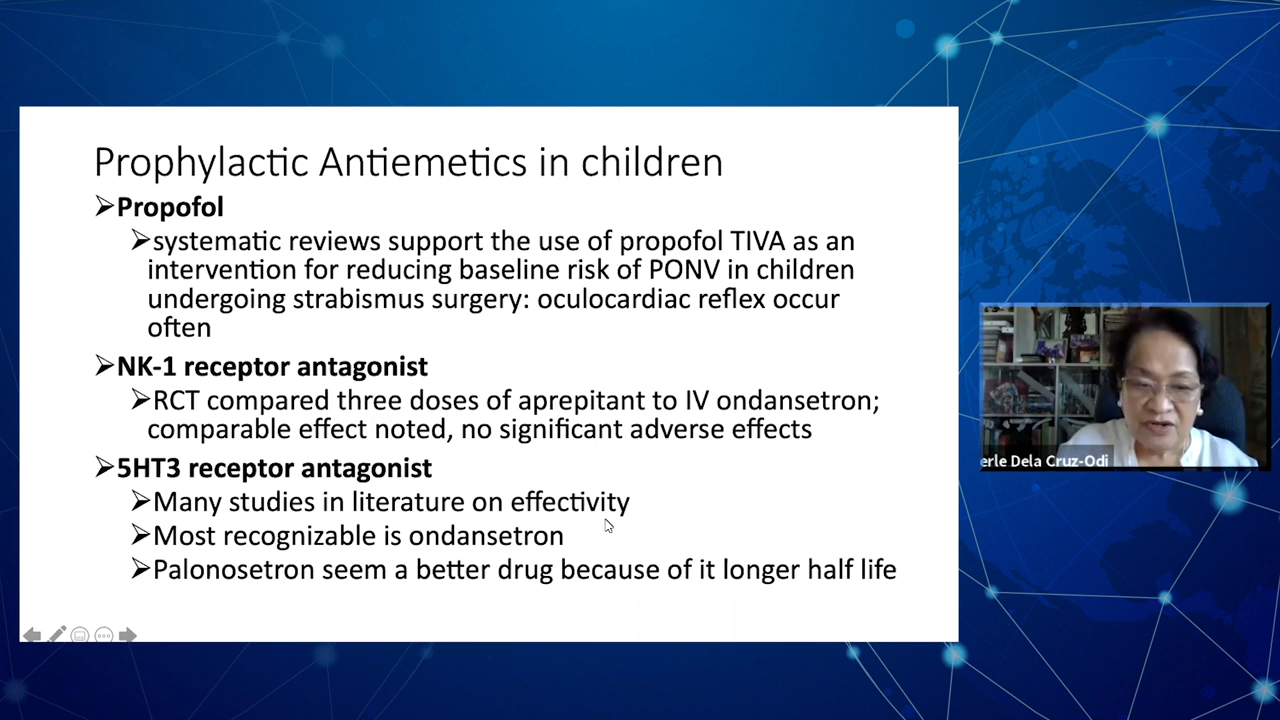 Prophylactic Antiemetics in children
➢Propofol
➢systematic reviews support the use of propofol TIVA as an
intervention for reducing baseline risk of PONV in children
undergoing strabismus surgery: oculocardiac reflex occur
often
➢NK-1 receptor antagonist
➢RCT compared three doses of aprepitant to IV ondansetron;
comparable effect noted, no significant adverse effects
➢5HT3 receptor antagonist
➢Many studies in literature on effectivity
➢Most recognizable is ondansetron
➢Palonosetron seem a better drug because of it longer half life
erle Dela Cruz-Odi